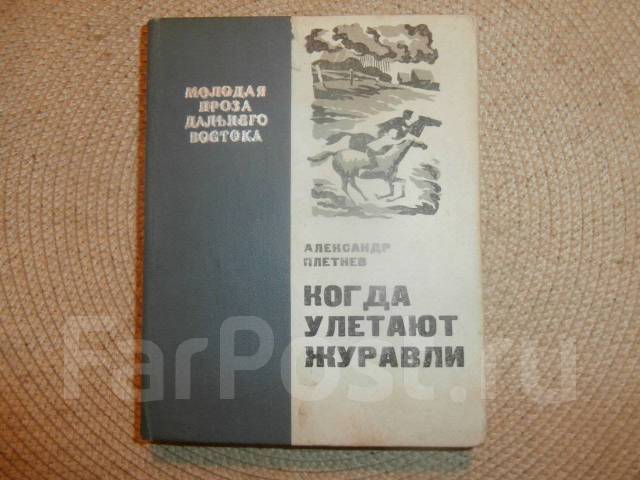 МОЛОДАЯ
ПРОЗА
ДАЛЬНЕГО
ВОСТОКА
АЛЕКСАНДР
ПЛЕТНЕВ
КОГДА
УЛЕТАЮТ
ЖУРАВЛИ
FarPost.ru